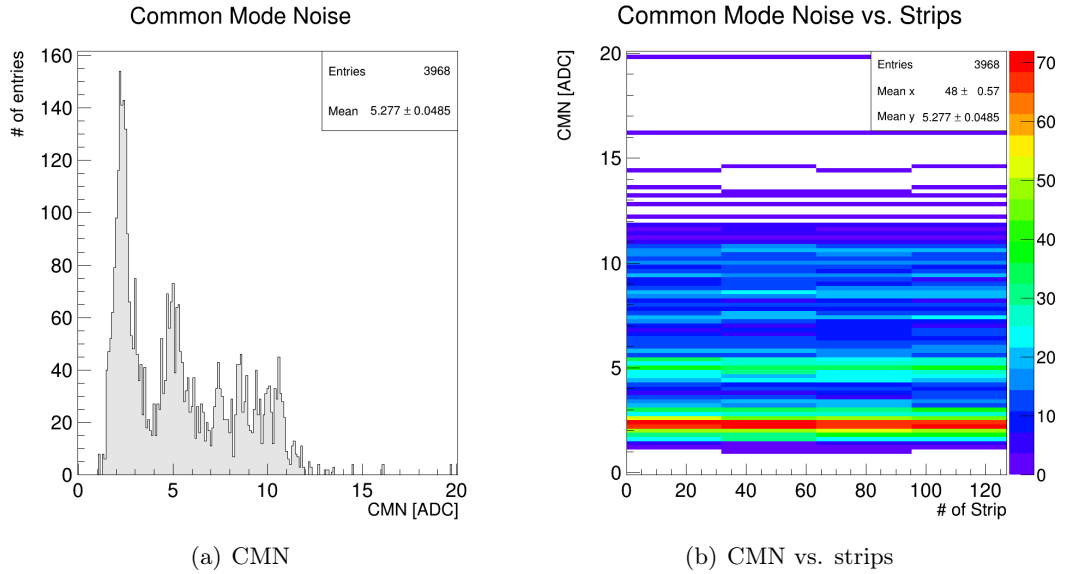 Common Mode Noise
# of entries
160
140
120
100
80
60
40
20
0
Entries 3968
Mean 5.277 ± 0.0485
0 5 10 15 20
CMN [ADC]
(a) CMN
Common Mode Noise vs. Strips
CMN [ADC]
20
15
10
5
0
Entries 3968
Mean x 48 ± 0.57
Mean y 5.277 ± 0.0485
0 20 40 60 80 100 120
# of Strip
70
60
50
40
30
20
10
0
(b) CMN vs. strips